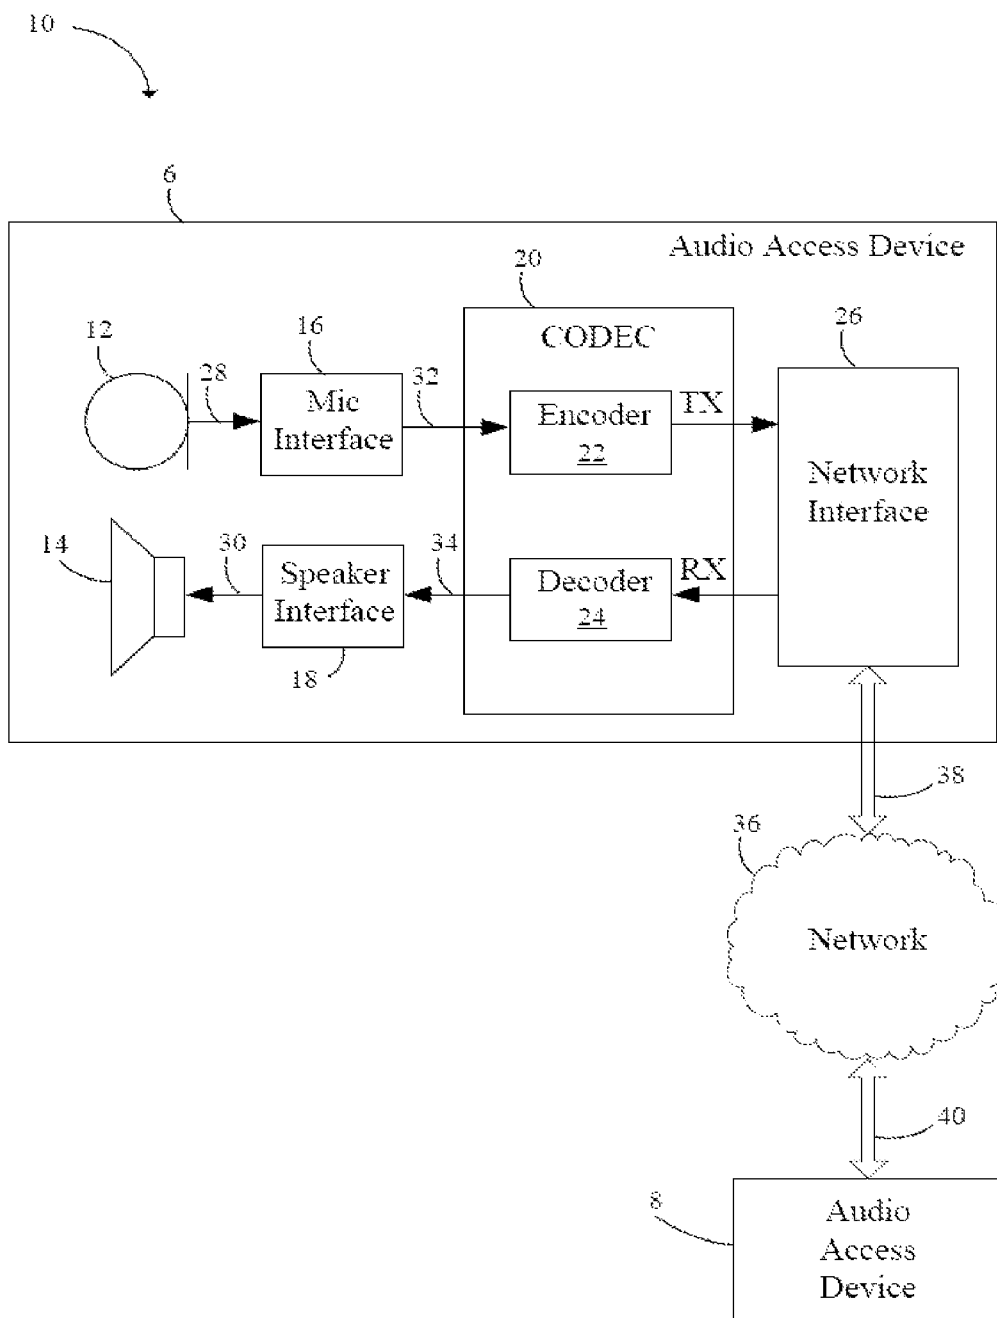 10
6
Audio Access Device
20
CODEC
26
16
12
28
Mic
Interface
32
Encoder
22
TX
Network
Interface
14
30
Speaker
Interface
18
34
Decoder
24
RX
38
36
Network
40
8
Audio
Access
Device